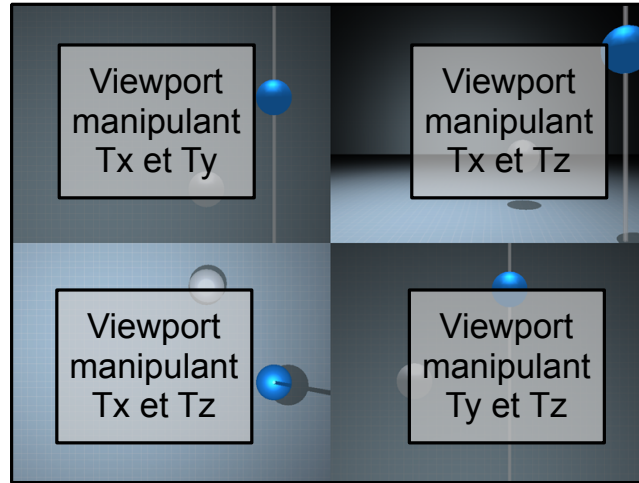 Viewport
manipulant
Tx et Ty
Viewport
manipulant
Tx et Tz
Viewport
manipulant
Tx et Tz
Viewport
manipulant
Ty et Tz